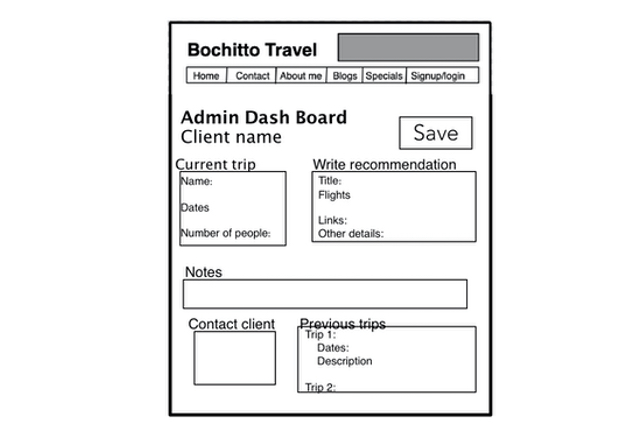 Bochitto Travel
Home Contact About me Blogs Specials Signup/login
Admin Dash Board
Client name
Save
Current trip
Name:
Dates
Number of people:
Write recommendation
Title:
Flights
Links:
Other details:
Notes
Contact client
Previous trips
Trip 1:
Dates:
Description
Trip 2: